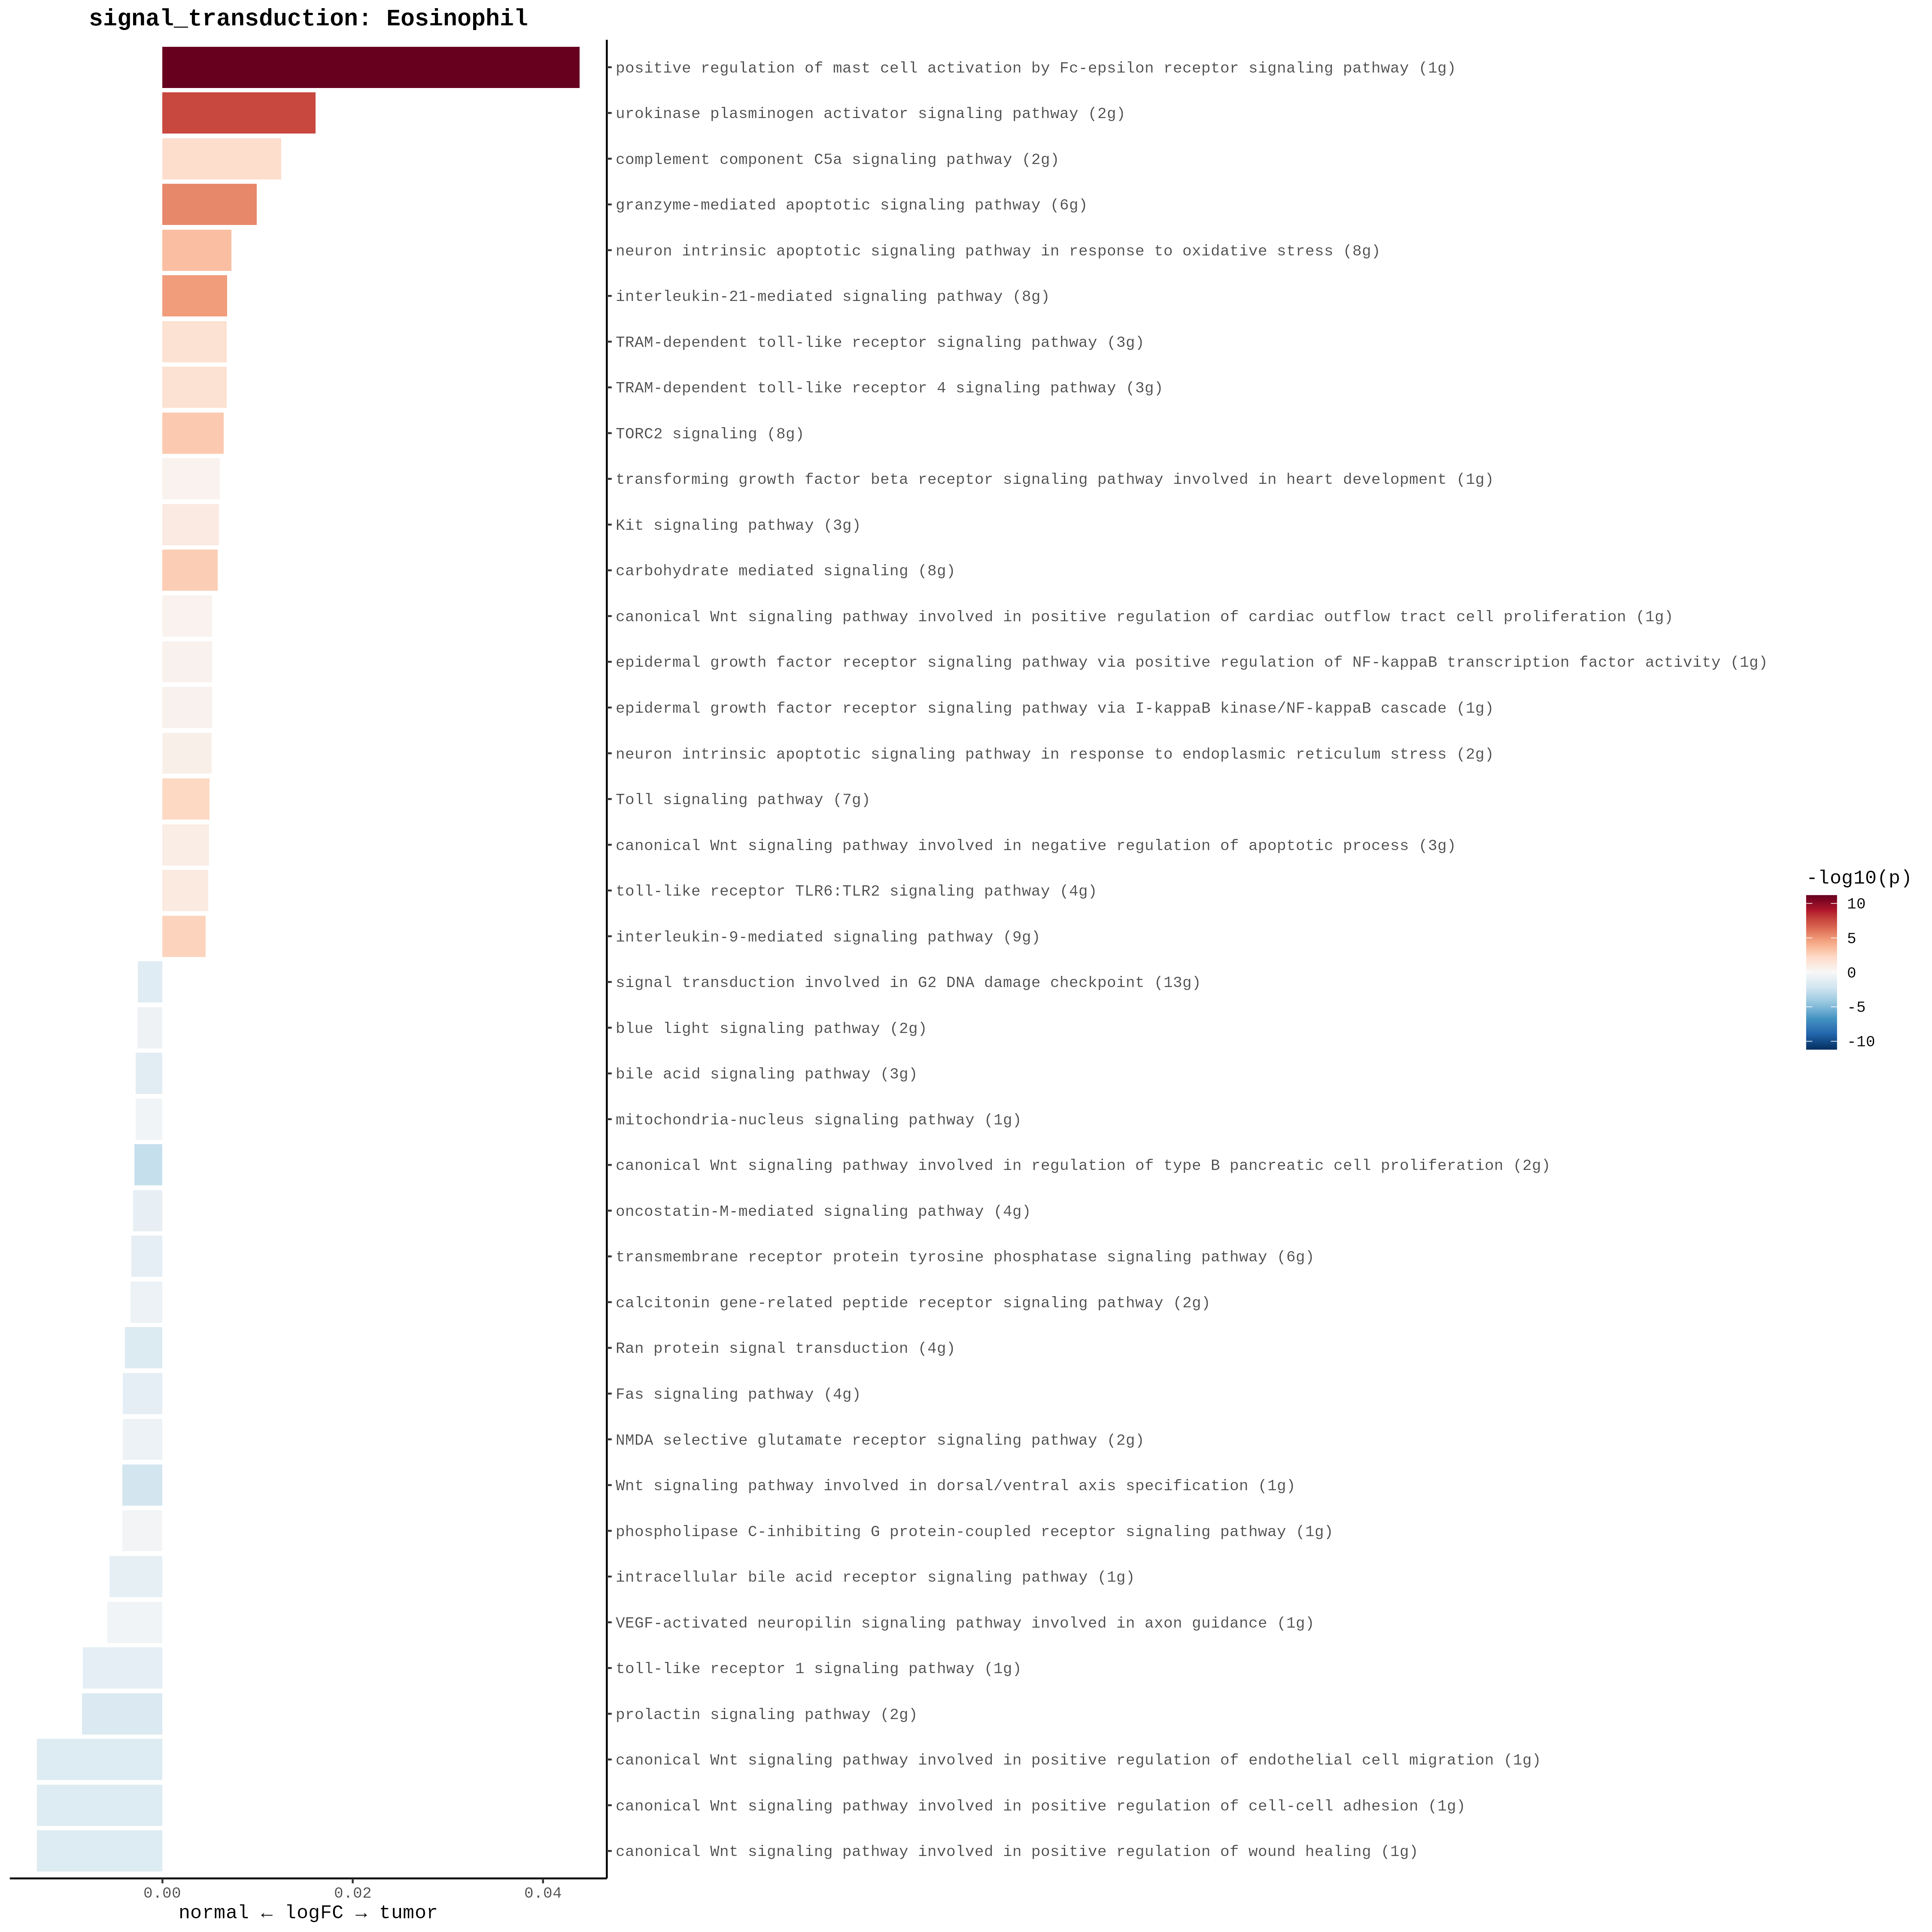 signal_transduction: Eosinophil
positive regulation of mast cell activation by Fc-epsilon receptor signaling pathway (1g)
urokinase plasminogen activator signaling pathway (2g)
complement component C5a signaling pathway (2g)
granzyme-mediated apoptotic signaling pathway (6g)
neuron intrinsic apoptotic signaling pathway in response to oxidative stress (8g)
interleukin-21-mediated signaling pathway (8g)
TRAM-dependent toll-like receptor signaling pathway (3g)
TRAM-dependent toll-like receptor 4 signaling pathway (3g)
TORC2 signaling (8g)
transforming growth factor beta receptor signaling pathway involved in heart development (1g)
Kit signaling pathway (3g)
carbohydrate mediated signaling (8g)
canonical Wnt signaling pathway involved in positive regulation of cardiac outflow tract cell proliferation (1g)
epidermal growth factor receptor signaling pathway via positive regulation of NF-kappaB transcription factor activity (1g)
epidermal growth factor receptor signaling pathway via I-kappaB kinase/NF-kappaB cascade (1g)
neuron intrinsic apoptotic signaling pathway in response to endoplasmic reticulum stress (2g)
Toll signaling pathway (7g)
canonical Wnt signaling pathway involved in negative regulation of apoptotic process (3g)
toll-like receptor TLR6:TLR2 signaling pathway (4g)
interleukin-9-mediated signaling pathway (9g)
signal transduction involved in G2 DNA damage checkpoint (13g)
blue light signaling pathway (2g)
bile acid signaling pathway (3g)
mitochondria-nucleus signaling pathway (1g)
canonical Wnt signaling pathway involved in regulation of type B pancreatic cell proliferation (2g)
oncostatin-M-mediated signaling pathway (4g)
transmembrane receptor protein tyrosine phosphatase signaling pathway (6g)
calcitonin gene-related peptide receptor signaling pathway (2g)
Ran protein signal transduction (4g)
Fas signaling pathway (4g)
NMDA selective glutamate receptor signaling pathway (2g)
Wnt signaling pathway involved in dorsal/ventral axis specification (1g)
phospholipase C-inhibiting G protein-coupled receptor signaling pathway (1g)
intracellular bile acid receptor signaling pathway (1g)
VEGF-activated neuropilin signaling pathway involved in axon guidance (1g)
toll-like receptor 1 signaling pathway (1g)
prolactin signaling pathway (2g)
canonical Wnt signaling pathway involved in positive regulation of endothelial cell migration (1g)
canonical Wnt signaling pathway involved in positive regulation of cell-cell adhesion (1g)
canonical Wnt signaling pathway involved in positive regulation of wound healing (1g)
0.00 0.02 0.04
normal ← logFC → tumor
-log10(p)
10
5
0
-5
-10